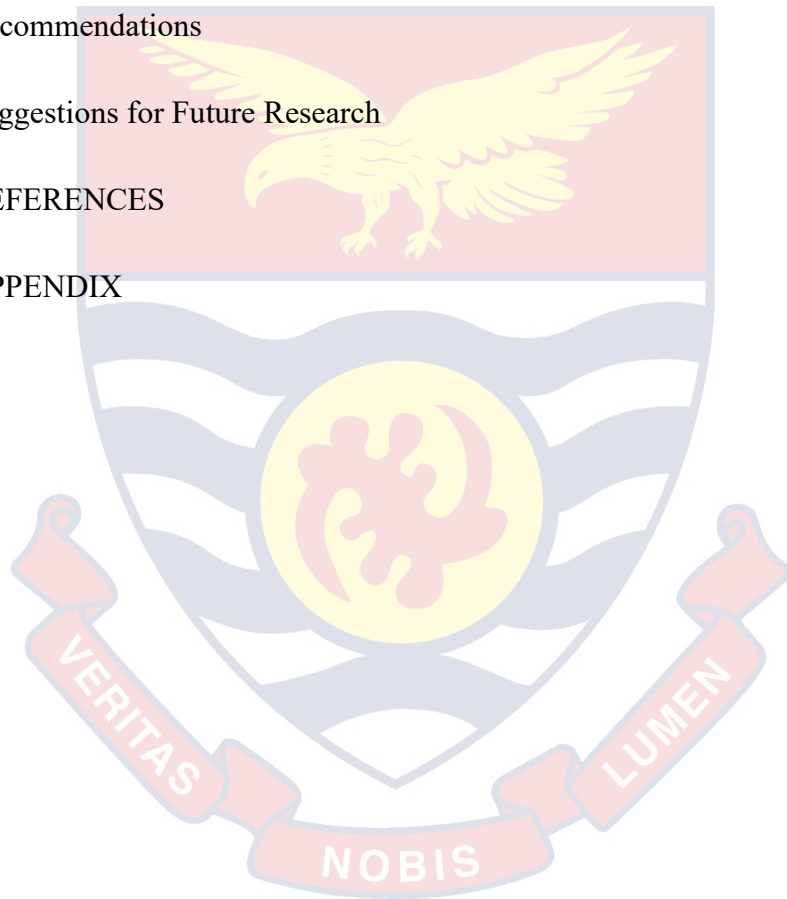 commendations
ggestions for Future Research
EFERENCES
PPENDIX
VERITAS
NOBIS
LUMEN